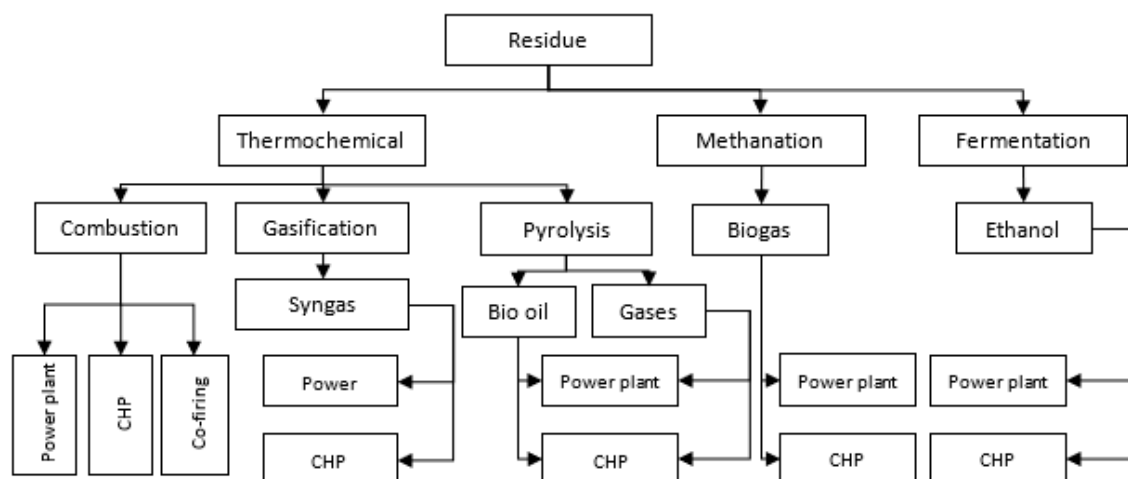 Residue
Thermochemical
Methanation
Fermentation
Combustion
Gasification
Pyrolysis
Biogas
Ethanol
Syngas
Bio oil
Gases
Power plant
CHP
Co-firing
Power
Power plant
Power plant
Power plant
CHP
CHP
CHP
CHP